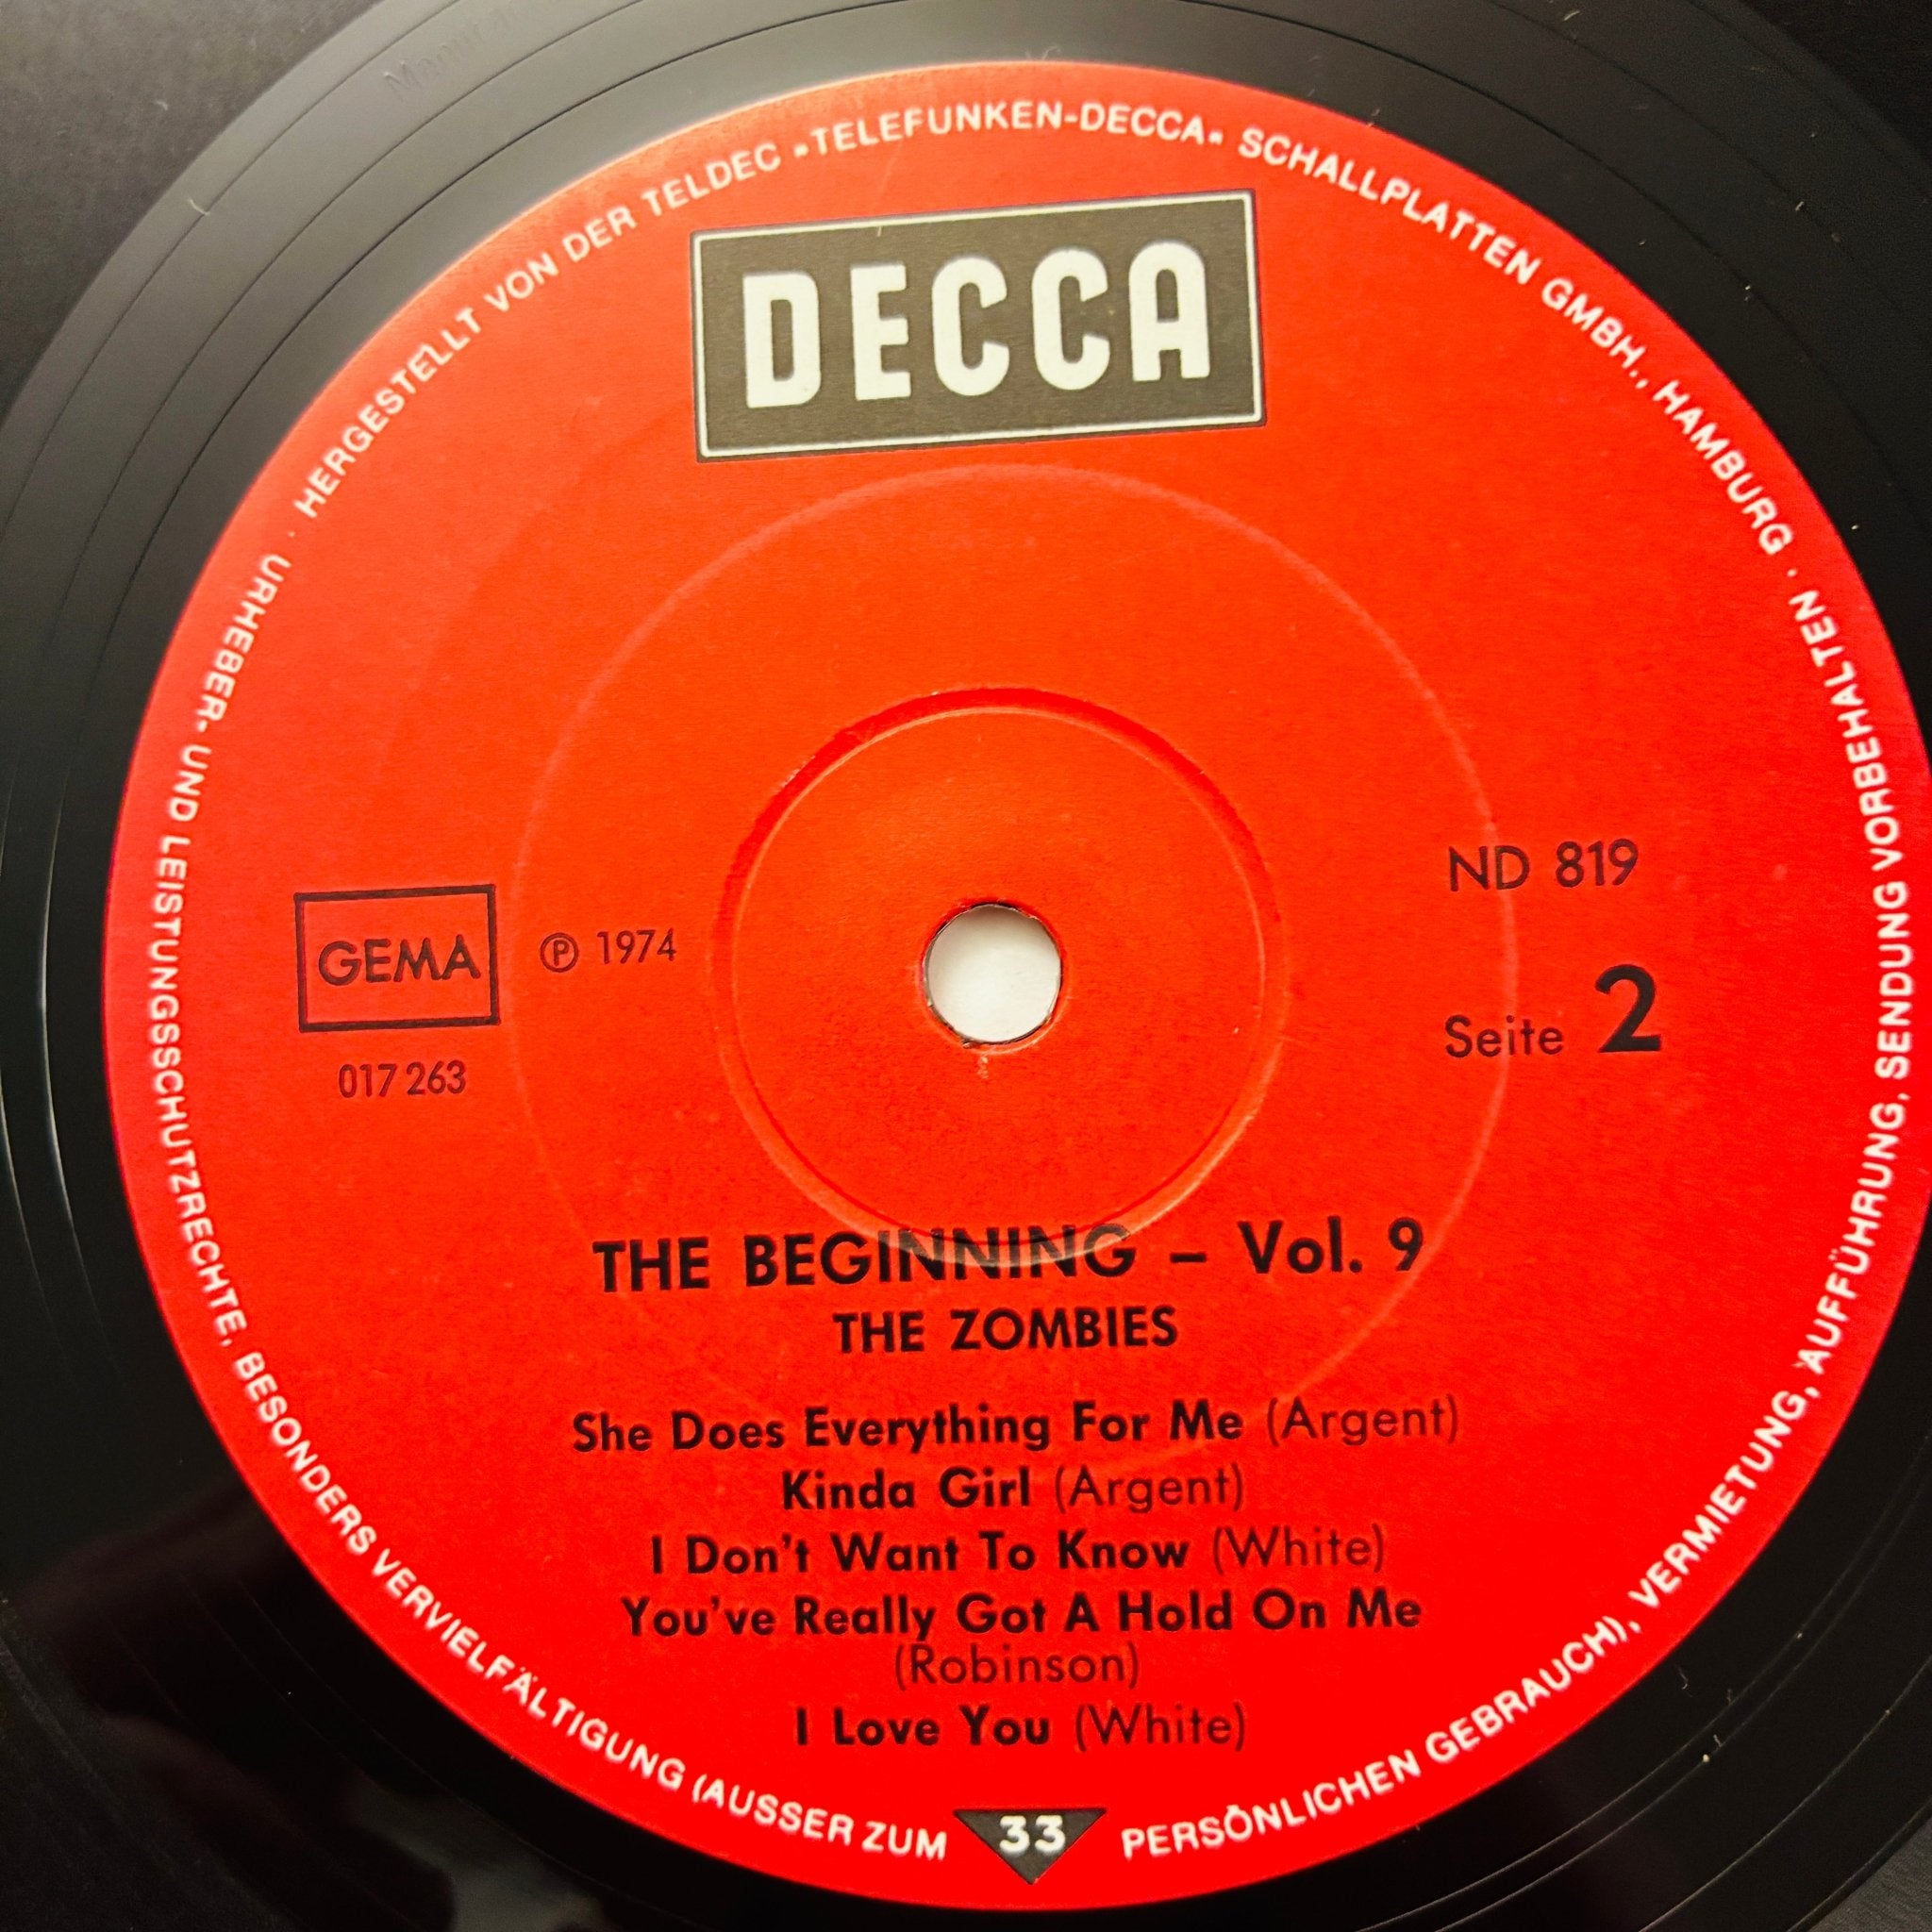 HERGESTELLT VON DER TELDEC »TELEFUNKEN-DECCA« SCHALLPLATTEN GMBH., HAMBURG ·
DECCA
ND 819
GEMA
Ⓟ 1974
Seite 2
017 263
THE BEGINNING – Vol. 9
THE ZOMBIES
She Does Everything For Me (Argent)
Kinda Girl (Argent)
I Don't Want To Know (White)
You've Really Got A Hold On Me
(Robinson)
I Love You (White)
33
URHEBER- UND LEISTUNGSSCHUTZRECHTE, BESONDERS VERVIELFÄLTIGUNG (AUSSER ZUM PERSÖNLICHEN GEBRAUCH), VERMIETUNG, AUFFÜHRUNG, SENDUNG VORBEHALTEN ·